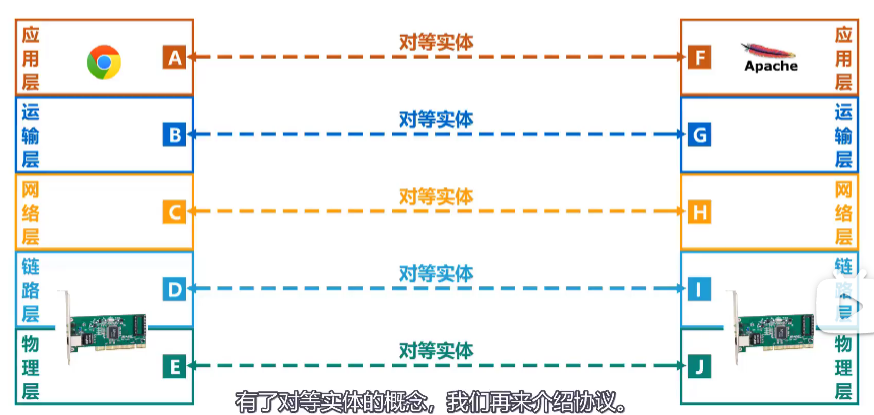 应用层
A
对等实体
F
Apache
应用层
运输层
B
对等实体
G
运输层
网络层
C
对等实体
H
网络层
链路层
D
对等实体
I
链路层
物理层
E
对等实体
J
物理层
有了对等实体的概念，我们再来介绍协议。